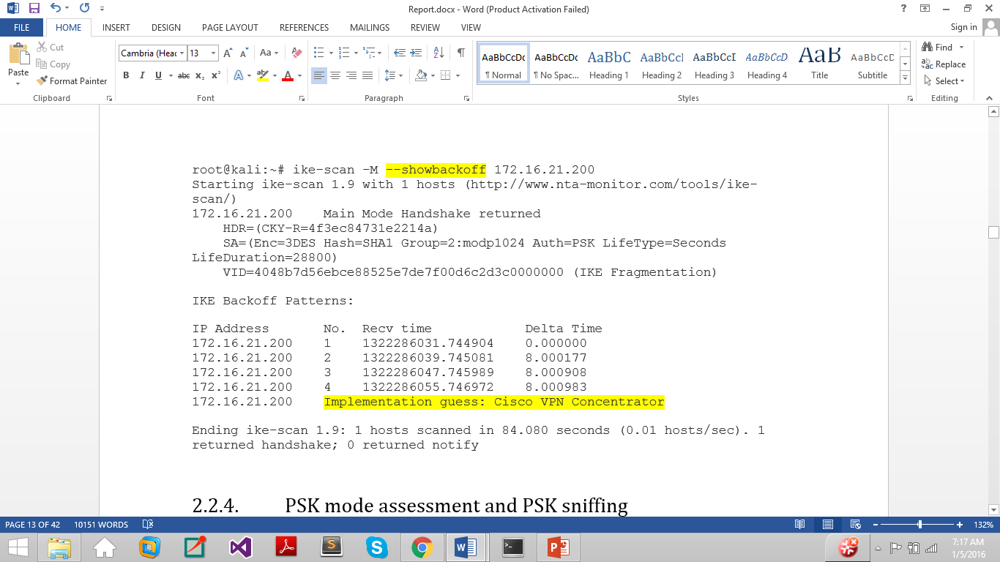 Report.docx - Word (Product Activation Failed)
FILE HOME INSERT DESIGN PAGE LAYOUT REFERENCES MAILINGS REVIEW VIEW Sign in
Paste
Cut
Copy
Format Painter
Clipboard
Cambria (Head 13
Font
Paragraph
AaBbCcDc AaBbCcDc AaBbC AaBbCcI AaBbCcI AaBbCcD AaB AaBbCcD
¶ Normal ¶ No Spac... Heading 1 Heading 2 Heading 3 Heading 4 Title Subtitle
Styles
Find
Replace
Select
Editing
root@kali:~# ike-scan -M --showbackoff 172.16.21.200
Starting ike-scan 1.9 with 1 hosts (http://www.nta-monitor.com/tools/ike-
scan/)
172.16.21.200 Main Mode Handshake returned
HDR=(CKY-R=4f3ec84731e2214a)
SA=(Enc=3DES Hash=SHA1 Group=2:modp1024 Auth=PSK LifeType=Seconds
LifeDuration=28800)
VID=4048b7d56ebce88525e7de7f00d6c2d3c0000000 (IKE Fragmentation)
IKE Backoff Patterns:
IP Address No. Recv time Delta Time
172.16.21.200 1 1322286031.744904 0.000000
172.16.21.200 2 1322286039.745081 8.000177
172.16.21.200 3 1322286047.745989 8.000908
172.16.21.200 4 1322286055.746972 8.000983
172.16.21.200 Implementation guess: Cisco VPN Concentrator
Ending ike-scan 1.9: 1 hosts scanned in 84.080 seconds (0.01 hosts/sec). 1
returned handshake; 0 returned notify
2.2.4. PSK mode assessment and PSK sniffing
PAGE 13 OF 42 10151 WORDS 132%
7:17 AM
1/5/2016